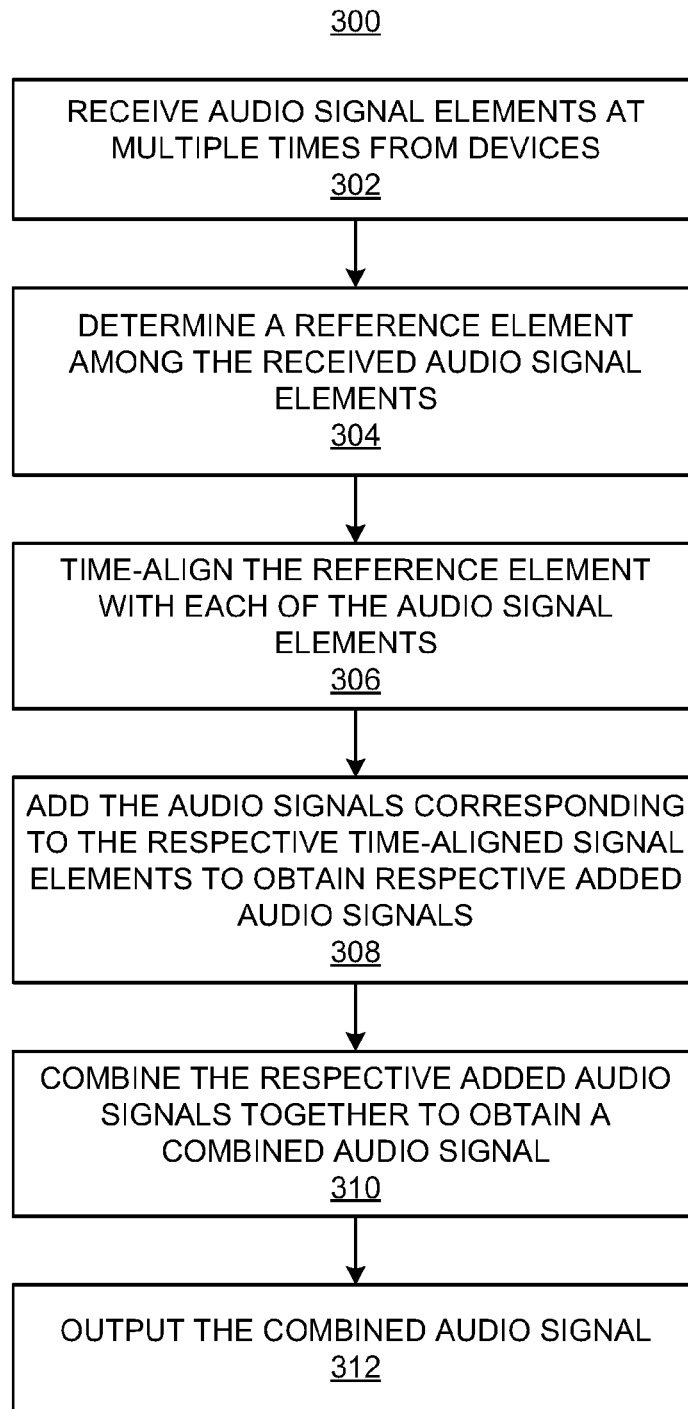 300
RECEIVE AUDIO SIGNAL ELEMENTS AT
MULTIPLE TIMES FROM DEVICES
302
DETERMINE A REFERENCE ELEMENT
AMONG THE RECEIVED AUDIO SIGNAL
ELEMENTS
304
TIME-ALIGN THE REFERENCE ELEMENT
WITH EACH OF THE AUDIO SIGNAL
ELEMENTS
306
ADD THE AUDIO SIGNALS CORRESPONDING
TO THE RESPECTIVE TIME-ALIGNED SIGNAL
ELEMENTS TO OBTAIN RESPECTIVE ADDED
AUDIO SIGNALS
308
COMBINE THE RESPECTIVE ADDED AUDIO
SIGNALS TOGETHER TO OBTAIN A
COMBINED AUDIO SIGNAL
310
OUTPUT THE COMBINED AUDIO SIGNAL
312